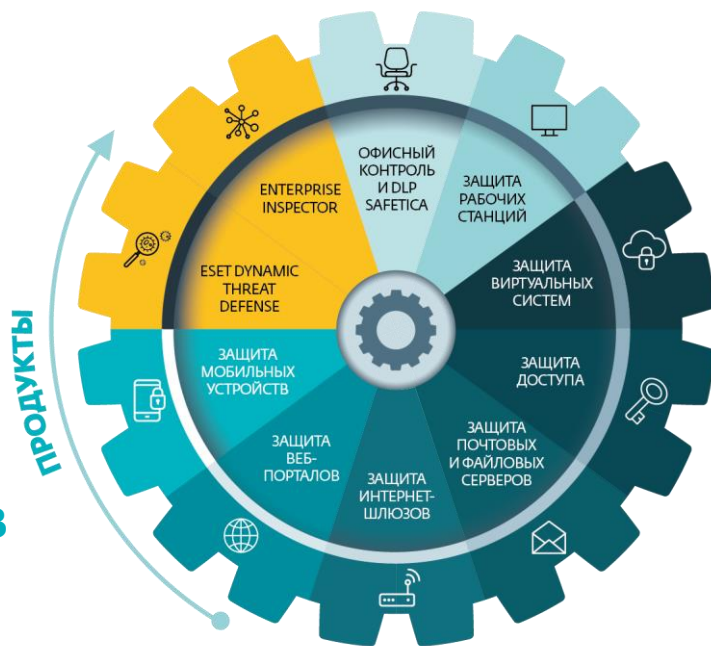 ОФИСНЫЙ
КОНТРОЛЬ
И DLP
SAFETICA
ЗАЩИТА
РАБОЧИХ
СТАНЦИЙ
ЗАЩИТА
ВИРТУАЛЬНЫХ
СИСТЕМ
ЗАЩИТА
ДОСТУПА
ЗАЩИТА
ПОЧТОВЫХ
И ФАЙЛОВЫХ
СЕРВЕРОВ
ЗАЩИТА
ИНТЕРНЕТ-
ШЛЮЗОВ
ЗАЩИТА
ВЕБ-
ПОРТАЛОВ
ЗАЩИТА
МОБИЛЬНЫХ
УСТРОЙСТВ
ESET DYNAMIC
THREAT
DEFENSE
ENTERPRISE
INSPECTOR
ПРОДУКТЫ